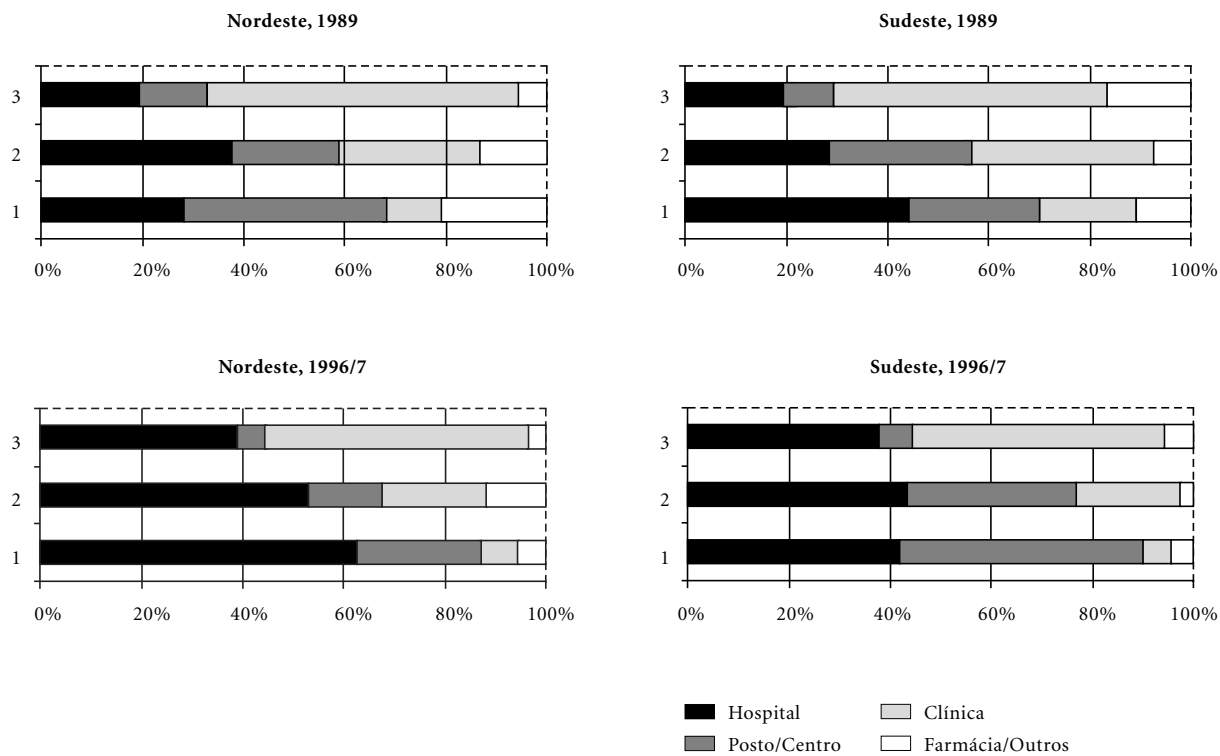 Nordeste, 1989
3
2
1
0% 20% 40% 60% 80% 100%
Sudeste, 1989
3
2
1
0% 20% 40% 60% 80% 100%
Nordeste, 1996/7
3
2
1
0% 20% 40% 60% 80% 100%
Sudeste, 1996/7
3
2
1
0% 20% 40% 60% 80% 100%
Hospital Clínica
Posto/Centro Farmácia/Outros